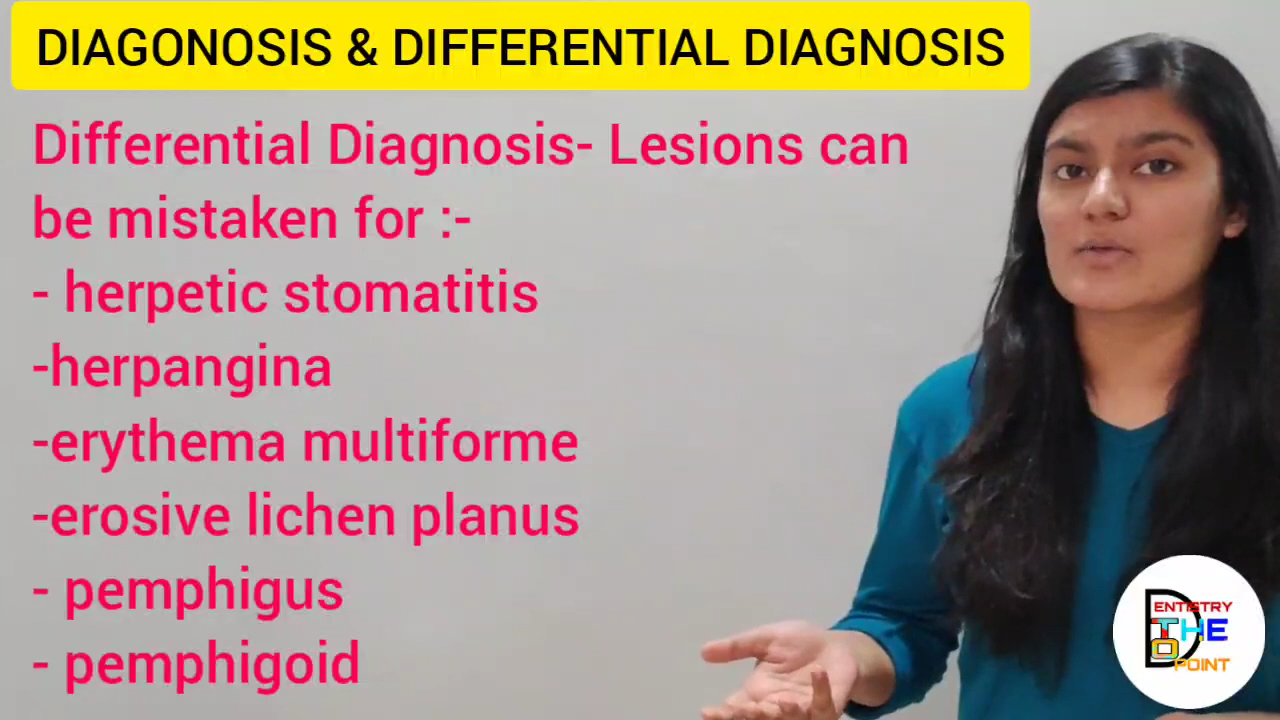 DIAGONOSIS & DIFFERENTIAL DIAGNOSIS
Differential Diagnosis- Lesions can
be mistaken for :-
- herpetic stomatitis
-herpangina
-erythema multiforme
-erosive lichen planus
- pemphigus
- pemphigoid
DENTISTRY
TO THE
POINT